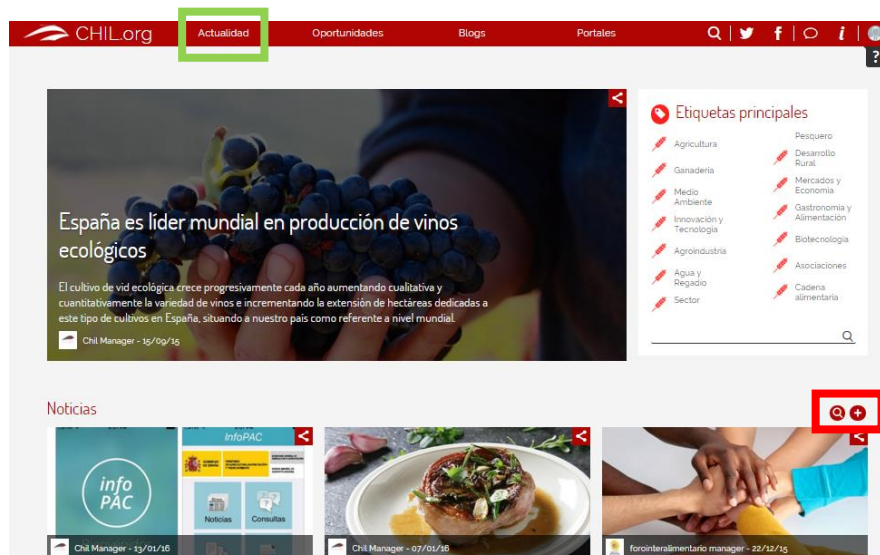 CHIL.org
Actualidad
Oportunidades
Blogs
Portales
f
i
?
España es líder mundial en producción de vinos
ecológicos
El cultivo de vid ecológica crece progresivamente cada año aumentando cualitativa y
cuantitativamente la variedad de vinos e incrementando la extensión de hectáreas dedicadas a
este tipo de cultivos en España, situando a nuestro país como referente a nivel mundial.
Chil Manager - 15/09/15
Etiquetas principales
Agricultura
Ganadería
Medio
Ambiente
Innovación y
Tecnología
Agroindustria
Agua y
Regadío
Sector
Pesquero
Desarrollo
Rural
Mercados y
Economía
Gastronomía y
Alimentación
Biotecnología
Asociaciones
Cadena
alimentaria
Noticias
info
PAC
InfoPAC
Noticias
Consultas
Chil Manager - 13/01/16
Chil Manager - 07/01/16
forointeralimentario manager - 22/12/15